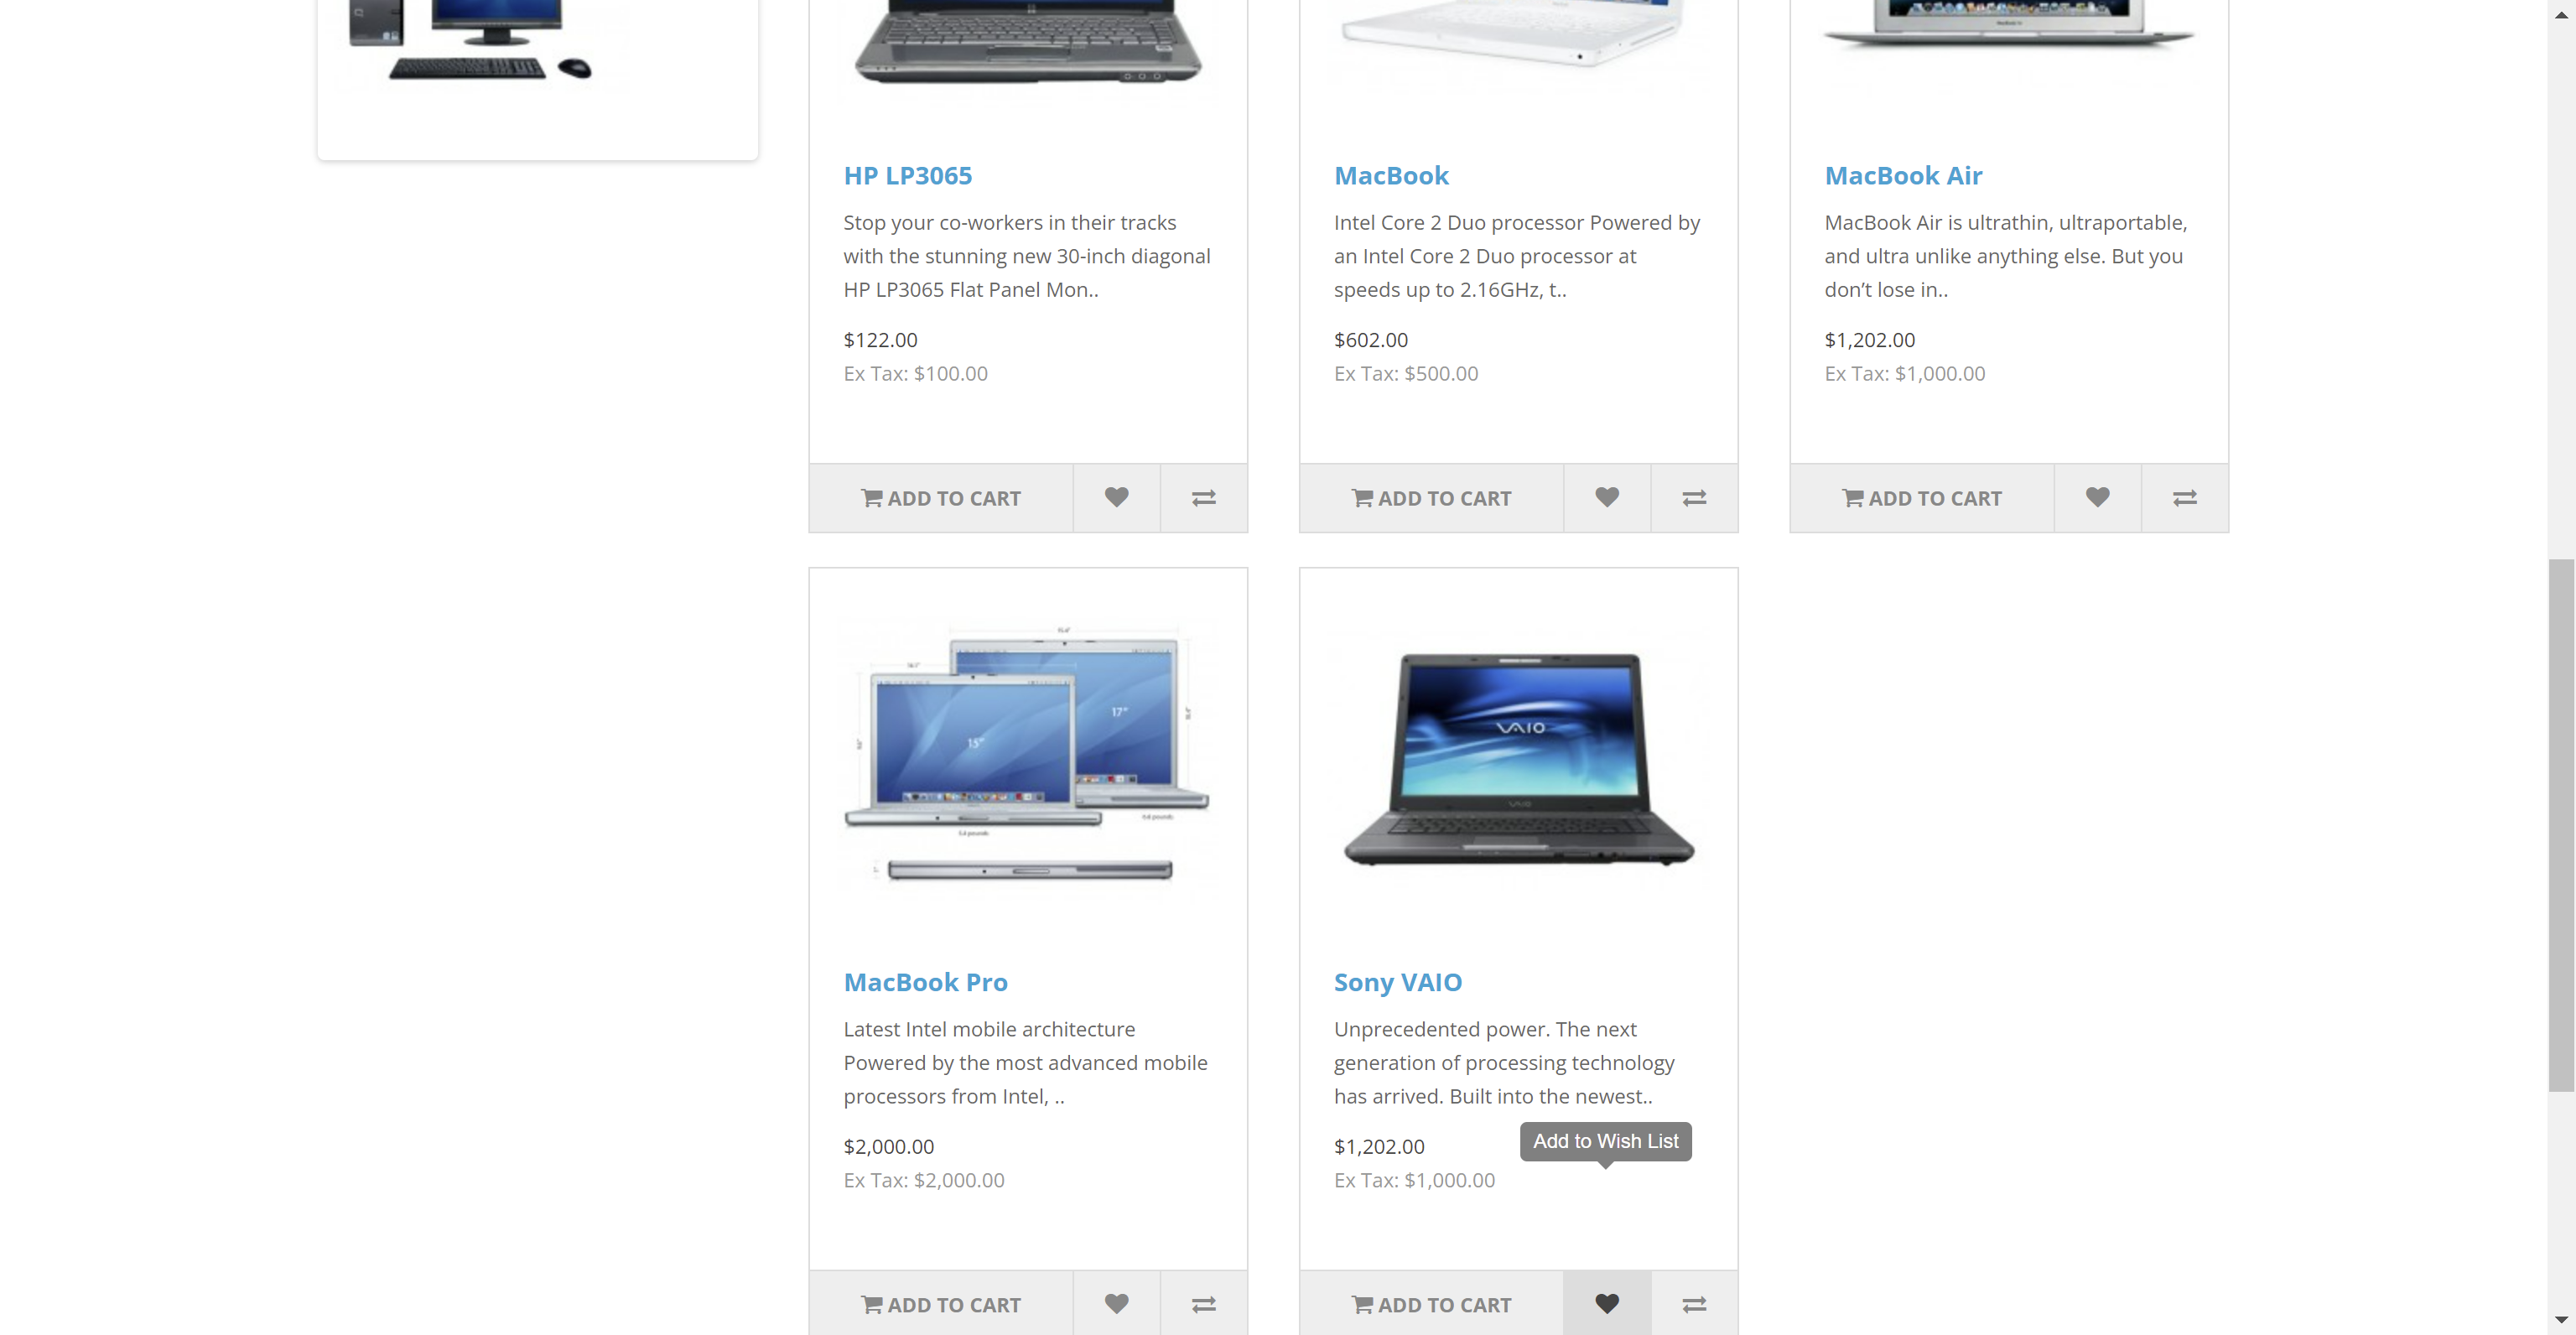 HP LP3065
Stop your co-workers in their tracks
with the stunning new 30-inch diagonal
HP LP3065 Flat Panel Mon..
$122.00
Ex Tax: $100.00
ADD TO CART
MacBook
Intel Core 2 Duo processor Powered by
an Intel Core 2 Duo processor at
speeds up to 2.16GHz, t..
$602.00
Ex Tax: $500.00
ADD TO CART
MacBook Air
MacBook Air is ultrathin, ultraportable,
and ultra unlike anything else. But you
don’t lose in..
$1,202.00
Ex Tax: $1,000.00
ADD TO CART
17"
15"
MacBook Pro
Latest Intel mobile architecture
Powered by the most advanced mobile
processors from Intel, ..
$2,000.00
Ex Tax: $2,000.00
ADD TO CART
VAIO
VAIO
Sony VAIO
Unprecedented power. The next
generation of processing technology
has arrived. Built into the newest..
Add to Wish List
$1,202.00
Ex Tax: $1,000.00
ADD TO CART